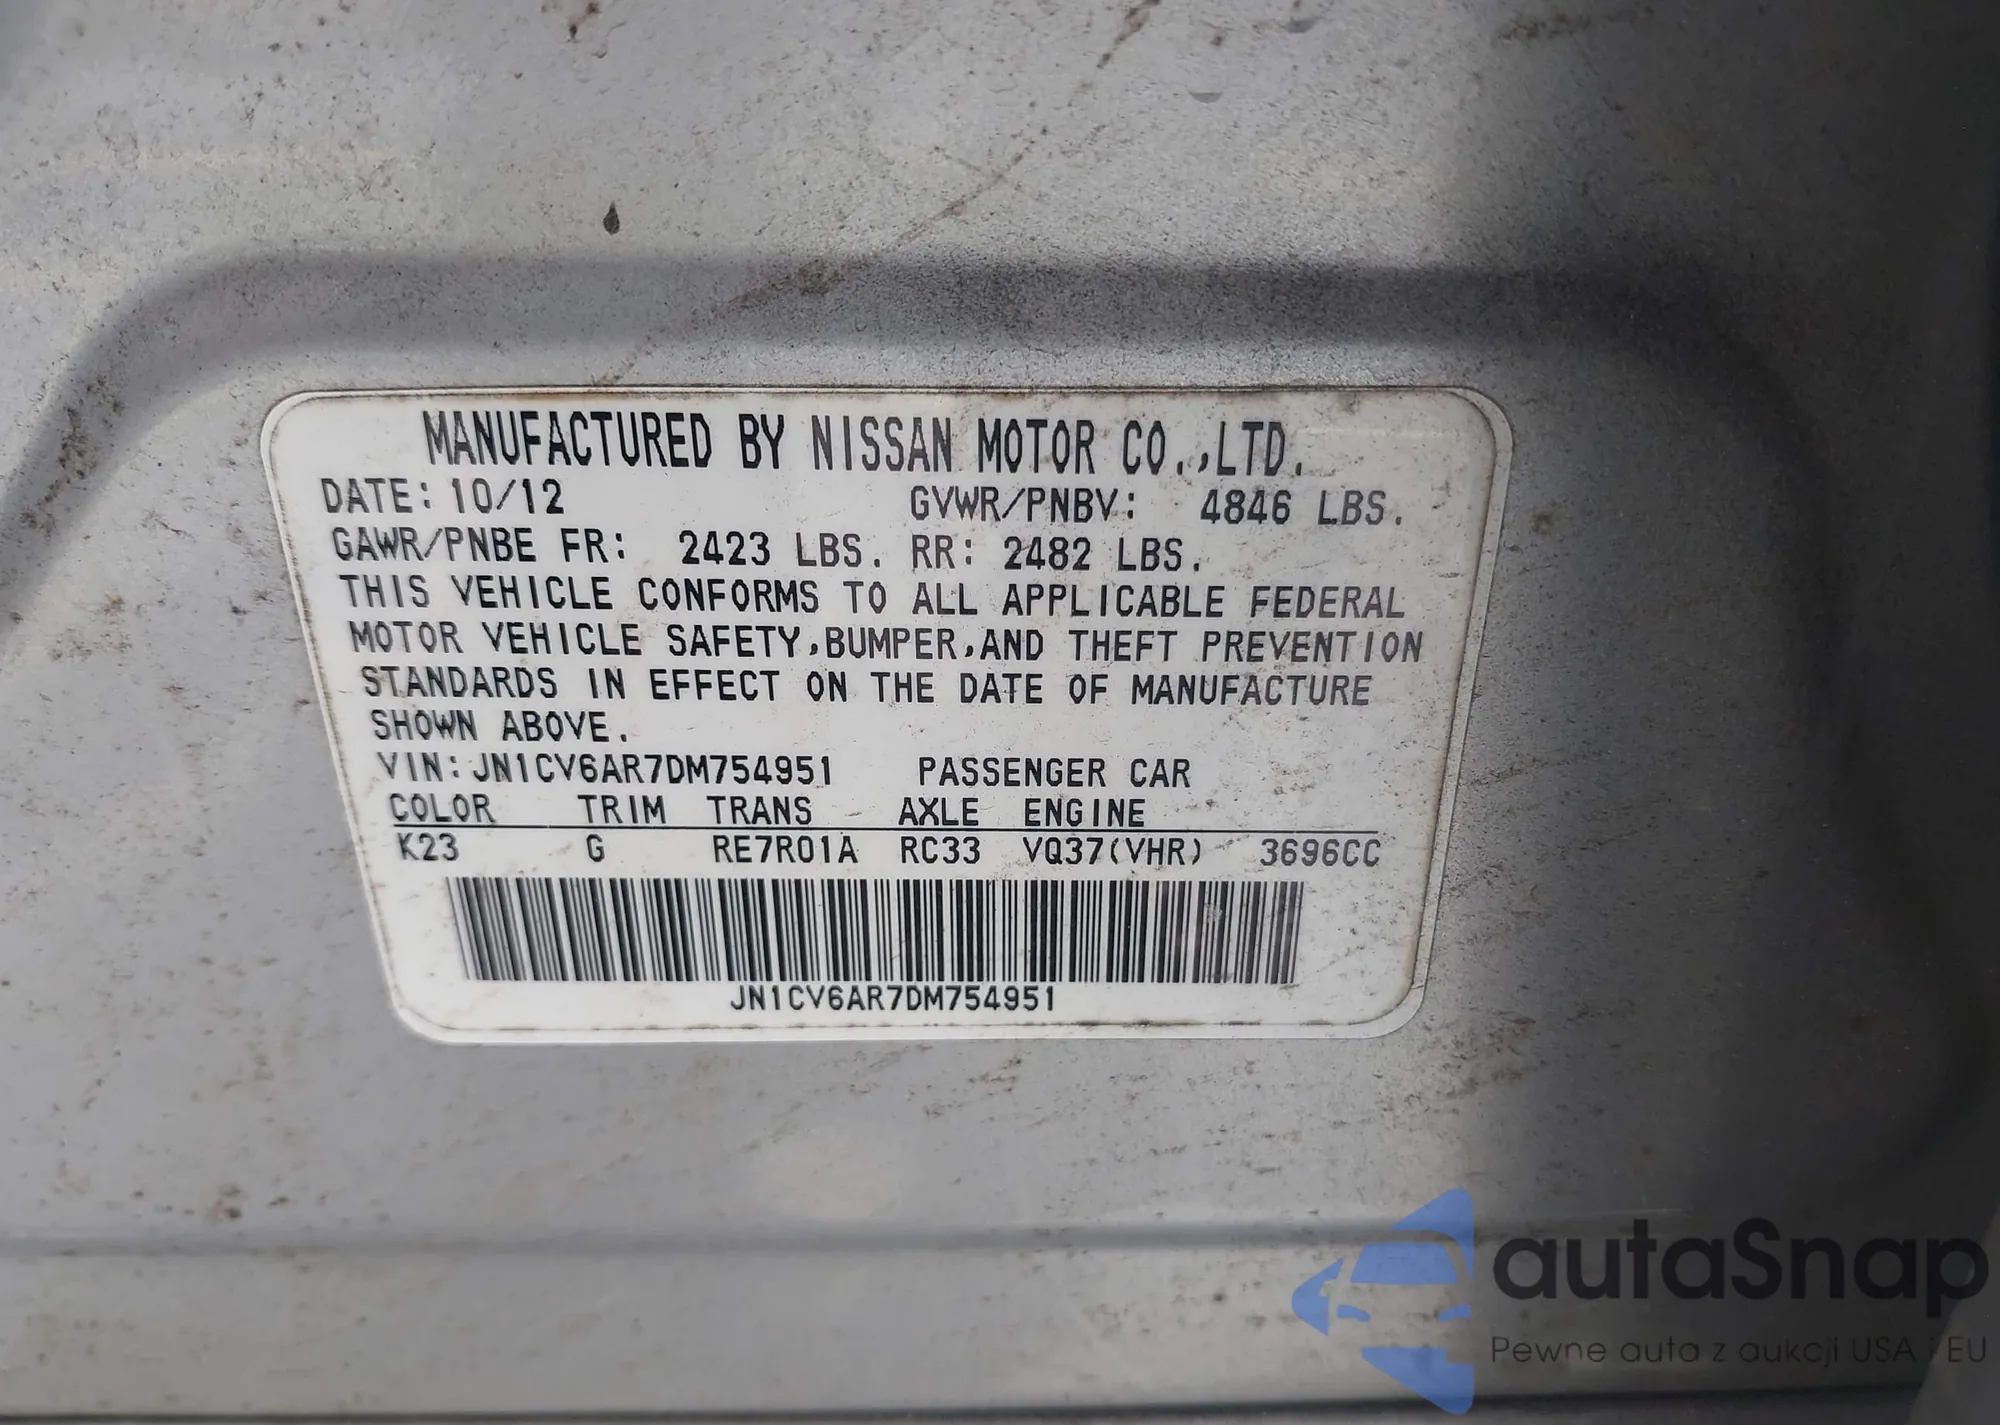 MANUFACTURED BY NISSAN MOTOR CO.,LTD.
DATE: 10/12 GVWR/PNBV: 4846 LBS.
GAWR/PNBE FR: 2423 LBS. RR: 2482 LBS.
THIS VEHICLE CONFORMS TO ALL APPLICABLE FEDERAL
MOTOR VEHICLE SAFETY,BUMPER,AND THEFT PREVENTION
STANDARDS IN EFFECT ON THE DATE OF MANUFACTURE
SHOWN ABOVE.
VIN: JN1CV6AR7DM754951 PASSENGER CAR
COLOR TRIM TRANS AXLE ENGINE
K23 G RE7R01A RC33 VQ37(VHR) 3696CC
JN1CV6AR7DM754951
autaSnap
Pewne auta z aukcji USA i EU